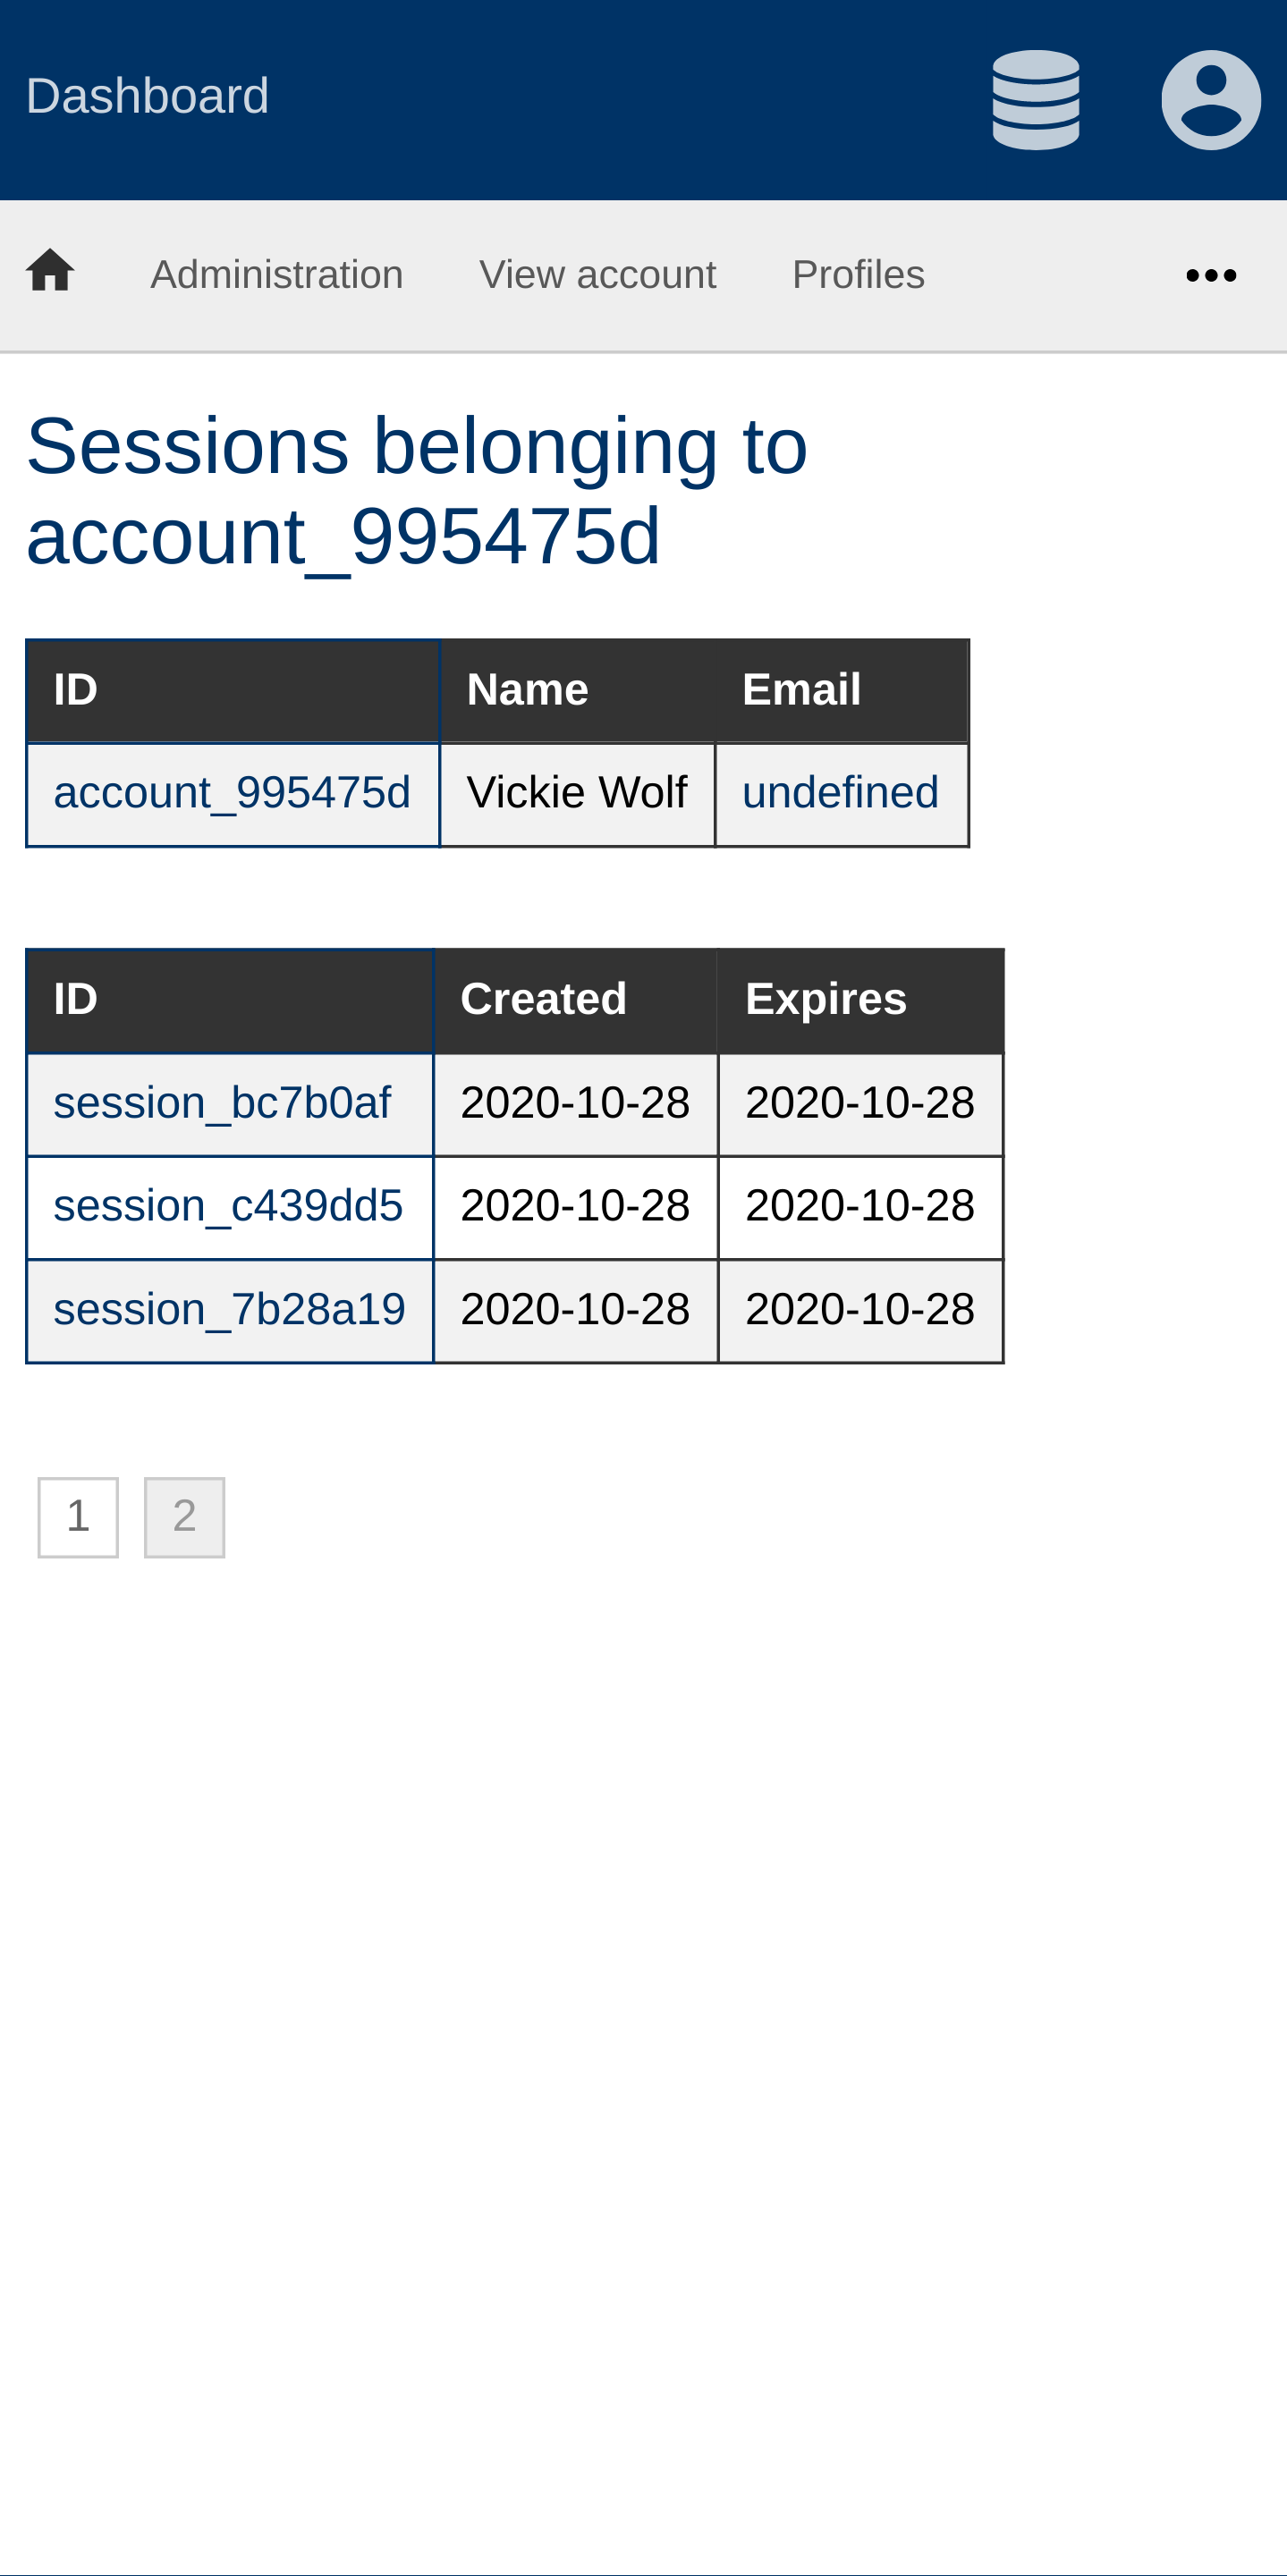 Dashboard
Administration View account Profiles
Sessions belonging to
account_995475d
ID Name Email
account_995475d Vickie Wolf undefined
ID Created Expires
session_bc7b0af 2020-10-28 2020-10-28
session_c439dd5 2020-10-28 2020-10-28
session_7b28a19 2020-10-28 2020-10-28
1 2